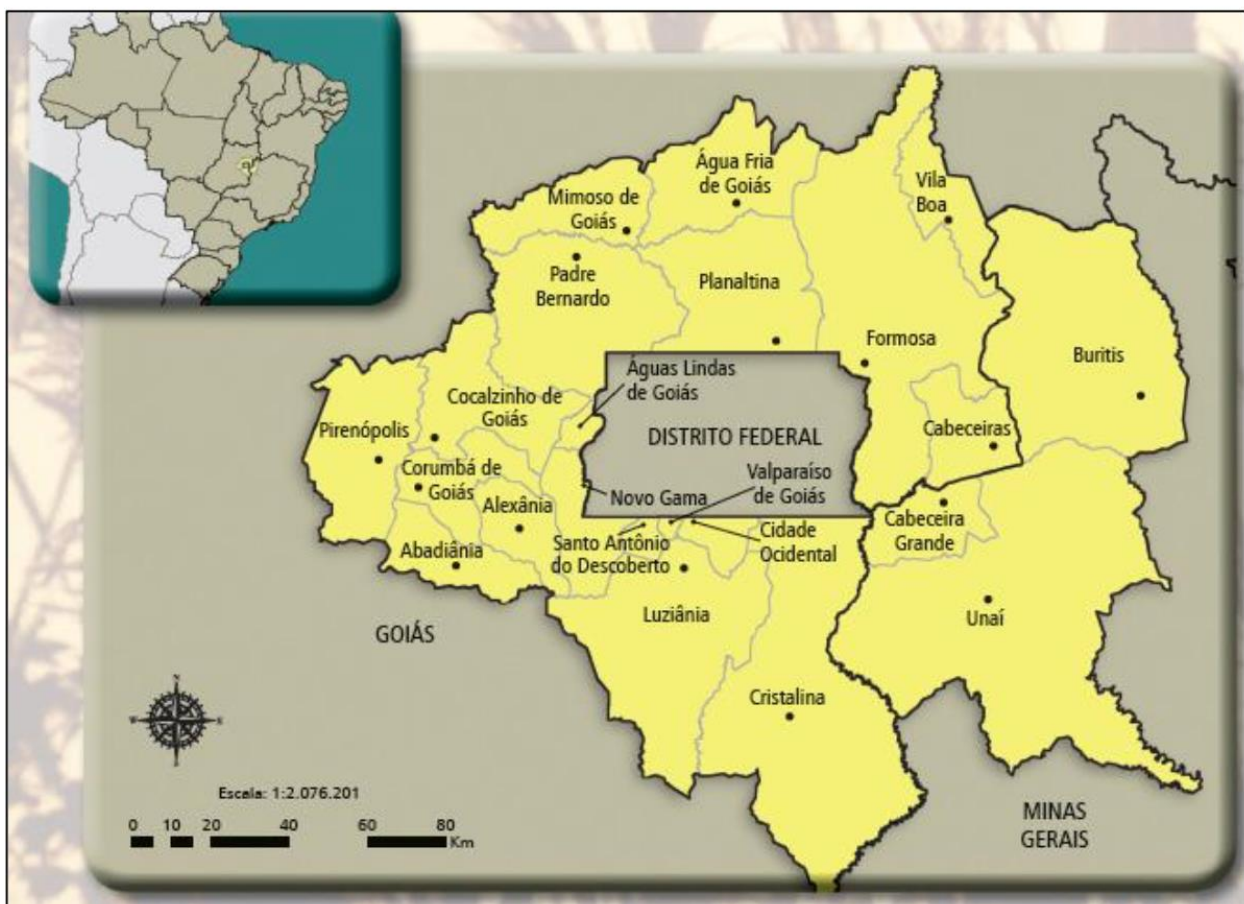 Água Fria
de Goiás
Vila
Boa
Mimoso de
Goiás
Padre
Bernardo
Planaltina
Formosa
Buritis
Águas Lindas
de Goiás
Cocalzinho de
Goiás
Pirenópolis
DISTRITO FEDERAL
Cabeceiras
Corumbá de
Goiás
Valparaíso
de Goiás
Novo Gama
Alexânia
Cabeceira
Grande
Cidade
Ocidental
Santo Antônio
do Descoberto
Abadiânia
Luziânia
Unaí
GOIÁS
Cristalina
N
W
S
Escala: 1:2.076.201
0 10 20 40 60 80
Km
MINAS
GERAIS